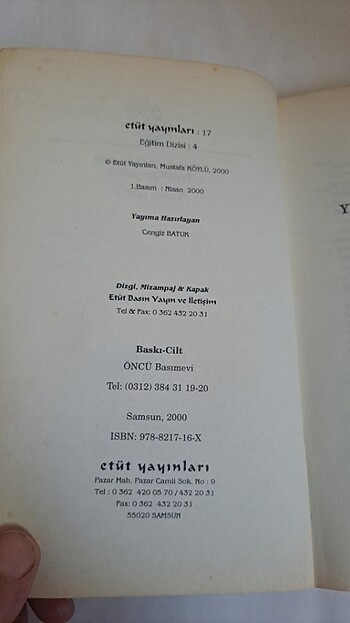 etüt yayınları : 17
Eğitim Dizisi : 4
© Etüt Yayınları, Mustafa KÖYLÜ, 2000
1.Basım : Nisan 2000
Yayıma Hazırlayan
Cengiz BATUK
Dizgi, Mizampaj & Kapak
Etüt Basın Yayın ve İletişim
Tel & Fax: 0 362 432 20 31
Baskı-Cilt
ÖNCÜ Basımevi
Tel: (0312) 384 31 19-20
Samsun, 2000
ISBN: 978-8217-16-X
etüt yayınları
Pazar Mah. Pazar Camii Sok. No : 9
Tel : 0 362 420 05 70 / 432 20 31
Fax: 0 362 432 20 31
55020 SAMSUN
Y